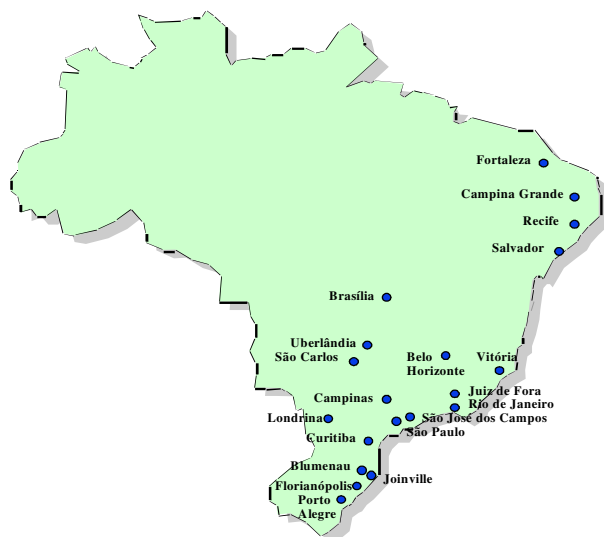 Fortaleza
Campina Grande
Recife
Salvador
Brasília
Uberlândia
São Carlos
Belo
Horizonte
Vitória
Juiz de Fora
Campinas
Rio de Janeiro
Londrina
São José dos Campos
São Paulo
Curitiba
Blumenau
Joinville
Florianópolis
Porto
Alegre